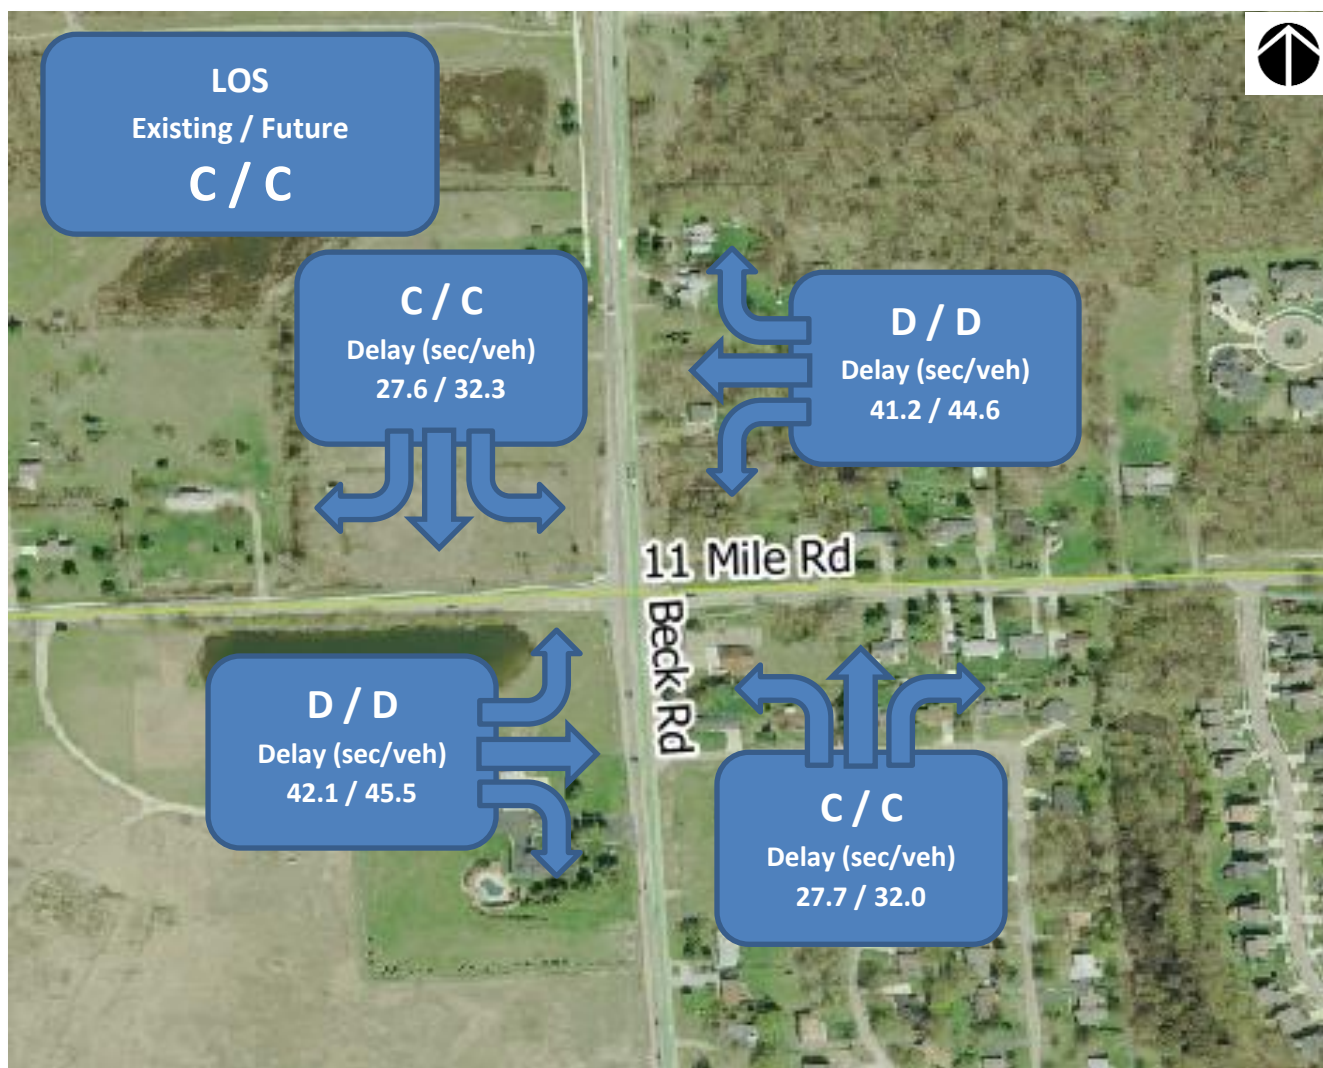 LOS
Existing / Future
C / C
C / C
Delay (sec/veh)
27.6 / 32.3
D / D
Delay (sec/veh)
41.2 / 44.6
11 Mile Rd
Beck Rd
D / D
Delay (sec/veh)
42.1 / 45.5
C / C
Delay (sec/veh)
27.7 / 32.0